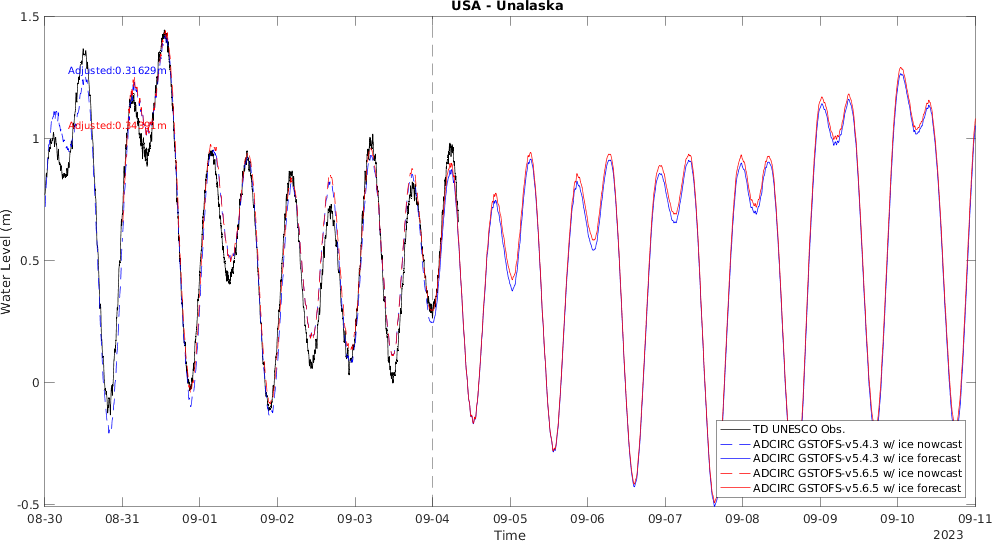 USA - Unalaska
Water Level (m)
1.5
1
0.5
0
-0.5
Adjusted:0.31629m
TD UNESCO Obs.
ADCIRC GSTOFS-v5.4.3 w/ ice nowcast
ADCIRC GSTOFS-v5.4.3 w/ ice forecast
ADCIRC GSTOFS-v5.6.5 w/ ice nowcast
ADCIRC GSTOFS-v5.6.5 w/ ice forecast
08-30 08-31 09-01 09-02 09-03 09-04 09-05 09-06 09-07 09-08 09-09 09-10 09-11
Time
2023